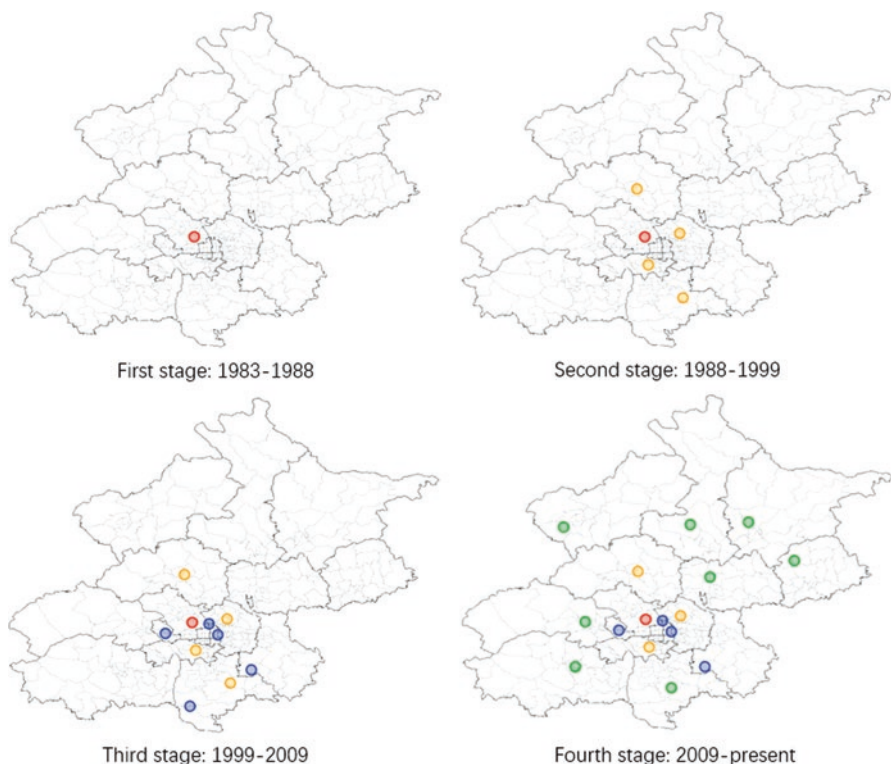 First stage: 1983-1988
Second stage: 1988-1999
Third stage: 1999-2009
Fourth stage: 2009-present